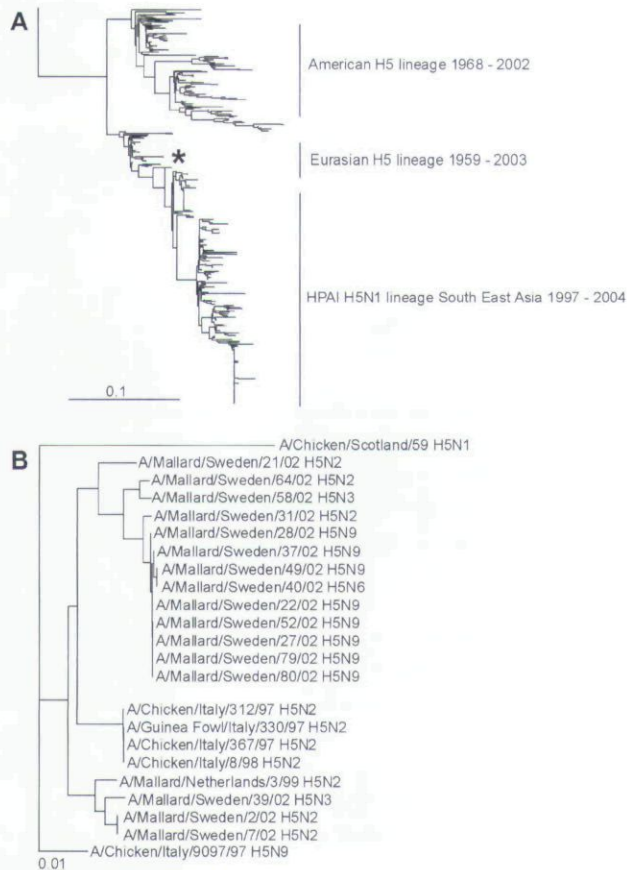 A
American H5 lineage 1968 - 2002
*
Eurasian H5 lineage 1959 - 2003
HPAI H5N1 lineage South East Asia 1997 - 2004
0.1
B
A/Chicken/Scotland/59 H5N1
A/Mallard/Sweden/21/02 H5N2
A/Mallard/Sweden/64/02 H5N2
A/Mallard/Sweden/58/02 H5N3
A/Mallard/Sweden/31/02 H5N2
A/Mallard/Sweden/28/02 H5N9
A/Mallard/Sweden/37/02 H5N9
A/Mallard/Sweden/49/02 H5N9
A/Mallard/Sweden/40/02 H5N6
A/Mallard/Sweden/22/02 H5N9
A/Mallard/Sweden/52/02 H5N9
A/Mallard/Sweden/27/02 H5N9
A/Mallard/Sweden/79/02 H5N9
A/Mallard/Sweden/80/02 H5N9
A/Chicken/Italy/312/97 H5N2
A/Guinea Fowl/Italy/330/97 H5N2
A/Chicken/Italy/367/97 H5N2
A/Chicken/Italy/8/98 H5N2
A/Mallard/Netherlands/3/99 H5N2
A/Mallard/Sweden/39/02 H5N3
A/Mallard/Sweden/2/02 H5N2
A/Mallard/Sweden/7/02 H5N2
A/Chicken/Italy/9097/97 H5N9
0.01